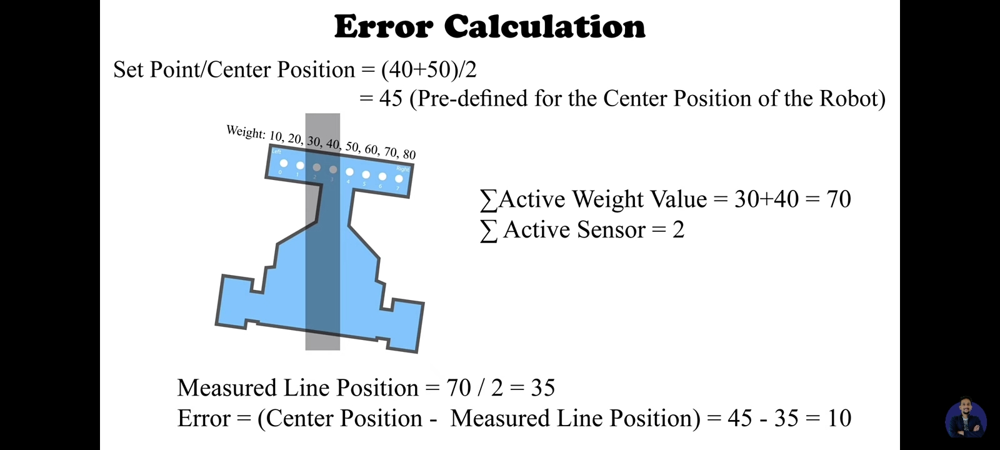 Error Calculation
Set Point/Center Position = (40+50)/2
= 45 (Pre-defined for the Center Position of the Robot)
Weight: 10, 20, 30, 40, 50, 60, 70, 80
Left
Right
0 1 2 3 4 5 6 7
∑Active Weight Value = 30+40 = 70
∑ Active Sensor = 2
Measured Line Position = 70 / 2 = 35
Error = (Center Position - Measured Line Position) = 45 - 35 = 10